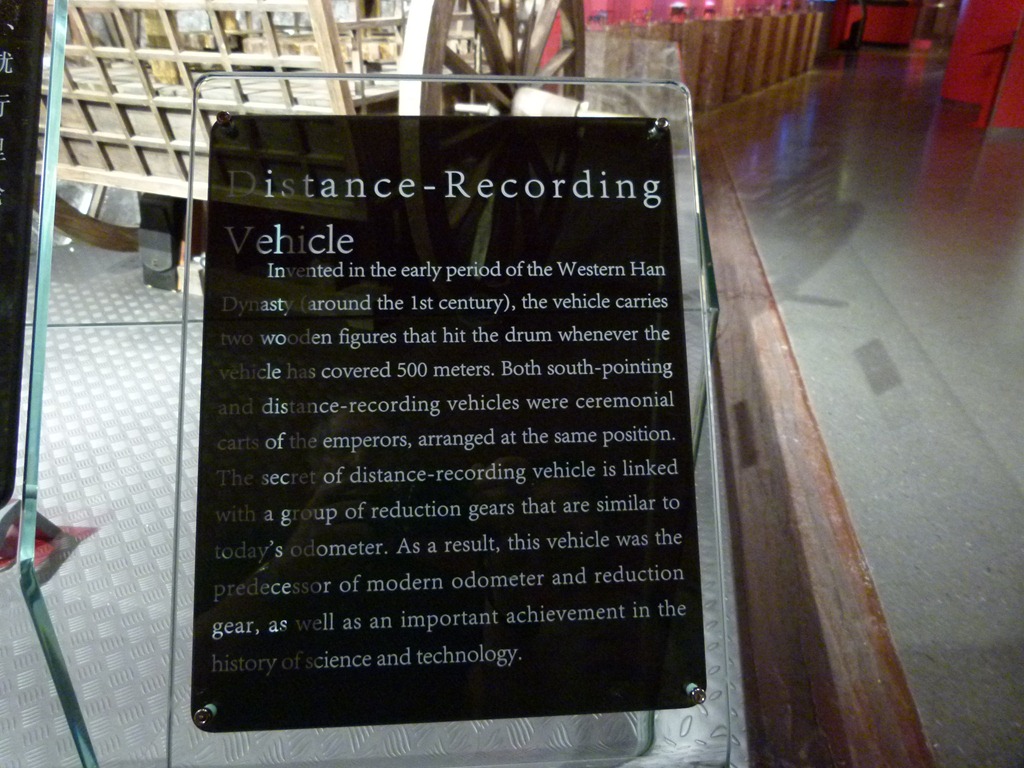 Distance-Recording
Vehicle
Invented in the early period of the Western Han
Dynasty (around the 1st century), the vehicle carries
two wooden figures that hit the drum whenever the
vehicle has covered 500 meters. Both south-pointing
and distance-recording vehicles were ceremonial
carts of the emperors, arranged at the same position.
The secret of distance-recording vehicle is linked
with a group of reduction gears that are similar to
today's odometer. As a result, this vehicle was the
predecessor of modern odometer and reduction
gear, as well as an important achievement in the
history of science and technology.